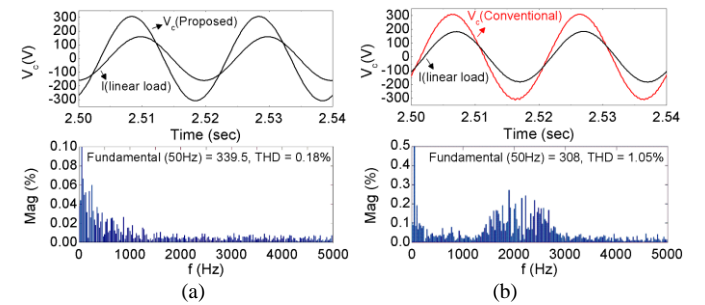 300
200
100
0
-100
-200
-300
V_c(V)
V_c(Proposed)
I(linear load)
2.50 2.51 2.52 2.53 2.54
Time (sec)
0.10
0.08
0.06
0.04
0.02
0.00
Mag (%)
Fundamental (50Hz) = 339.5, THD = 0.18%
0 1000 2000 3000 4000 5000
f (Hz)
(a)
300
200
100
0
-100
-200
-300
V_c(V)
V_c(Conventional)
I(linear load)
2.50 2.51 2.52 2.53 2.54
Time (sec)
0.5
0.4
0.3
0.2
0.1
0.0
Mag (%)
Fundamental (50Hz) = 308, THD = 1.05%
0 1000 2000 3000 4000 5000
f (Hz)
(b)